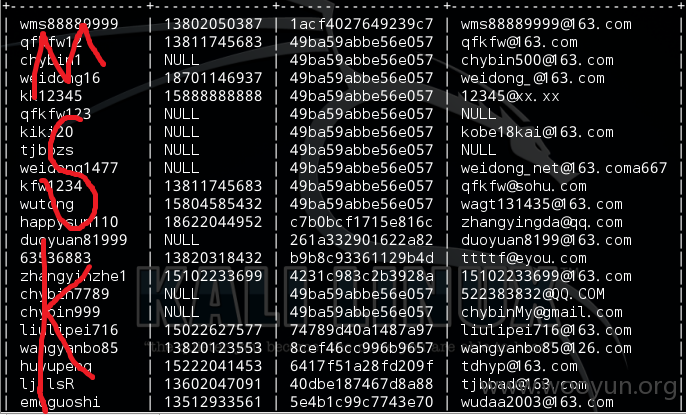 wms88889999 | 13802050387 | 1acf4027649239c7 | wms88889999@163.com
qfkfw12 | 13811745683 | 49ba59abbe56e057 | qfkfw@163.com
chybin1 | NULL | 49ba59abbe56e057 | chybin500@163.com
weidong16 | 18701146937 | 49ba59abbe56e057 | weidong_@163.com
kk12345 | 15888888888 | 49ba59abbe56e057 | 12345@xx.xx
qfkfw123 | NULL | 49ba59abbe56e057 | NULL
kiki20 | NULL | 49ba59abbe56e057 | kobe18kai@163.com
NULL | 49ba59abbe56e057 | NULL
weidong1477 | NULL | 49ba59abbe56e057 | weidong_net@163.coma667
kfw1234 | 13811745683 | 49ba59abbe56e057 | qfkfw@sohu.com
wutong | 15804585432 | 49ba59abbe56e057 | wagt131435@163.com
happysun110 | 18622044952 | c7b0bcf1715e816c | zhangyingda@qq.com
duoyuan81999 | NULL | 261a332901622a82 | duoyuan8199@163.com
63536883 | 13820318432 | b9b8c93361129b4d | ttttf@eyou.com
zhangyinzhe1 | 15102233699 | 4231c983c2b3928a | 15102233699@163.com
chybin7789 | NULL | 49ba59abbe56e057 | 522383832@QQ.COM
chybin999 | NULL | 49ba59abbe56e057 | chybinMy@gmail.com
liulipei716 | 15022627577 | 74789d40a1487a97 | liulipei716@163.com
wangyanbo85 | 13820123553 | 8cef46cc996b9657 | wangyanbo85@126.com
huyupeng | 15222041453 | 6417f51a28fd209f | tdhyp@163.com
13602047091 | 40dbe187467d8a88 | tjbpad@163.com
emeguoshi | 13512933561 | 5e4b1c99c7743e70 | wudaa2003@163.com
MSK
KALI LINUX
www.wooyun.org